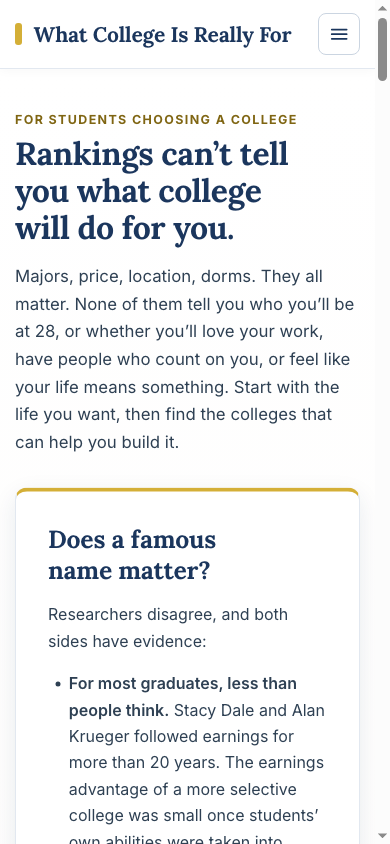 What College Is Really For
FOR STUDENTS CHOOSING A COLLEGE
Rankings can’t tell
you what college
will do for you.
Majors, price, location, dorms. They all
matter. None of them tell you who you’ll be
at 28, or whether you’ll love your work,
have people who count on you, or feel like
your life means something. Start with the
life you want, then find the colleges that
can help you build it.
Does a famous
name matter?
Researchers disagree, and both
sides have evidence:
• For most graduates, less than
people think. Stacy Dale and Alan
Krueger followed earnings for
more than 20 years. The earnings
advantage of a more selective
college was small once students’
own abilities were taken into